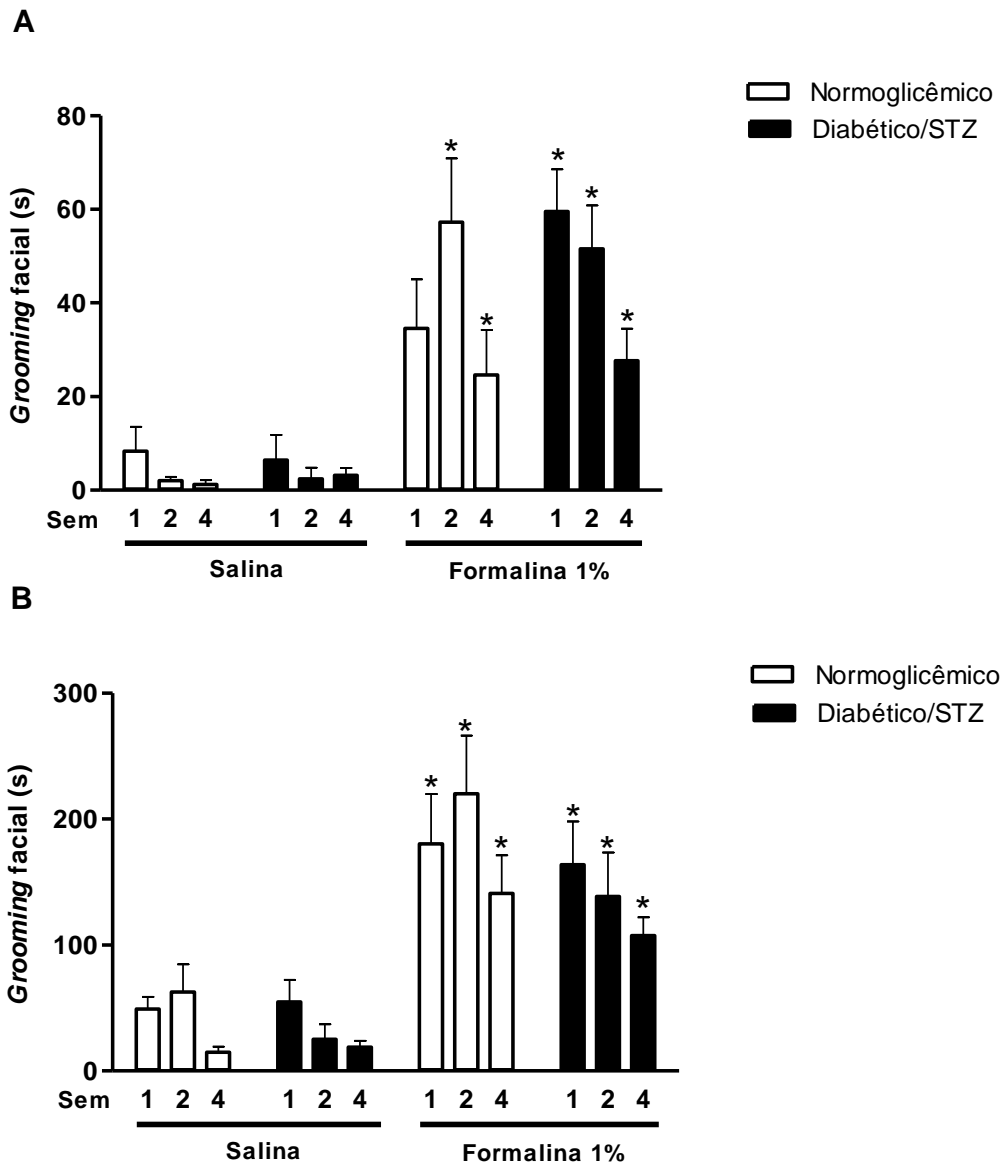 A
Normoglicêmico
Diabético/STZ
Grooming facial (s)
80
60
40
20
0
* * * * *
Sem 1 2 4 1 2 4 1 2 4 1 2 4
Salina Formalina 1%
B
Normoglicêmico
Diabético/STZ
Grooming facial (s)
300
200
100
0
* * * * * *
Sem 1 2 4 1 2 4 1 2 4 1 2 4
Salina Formalina 1%